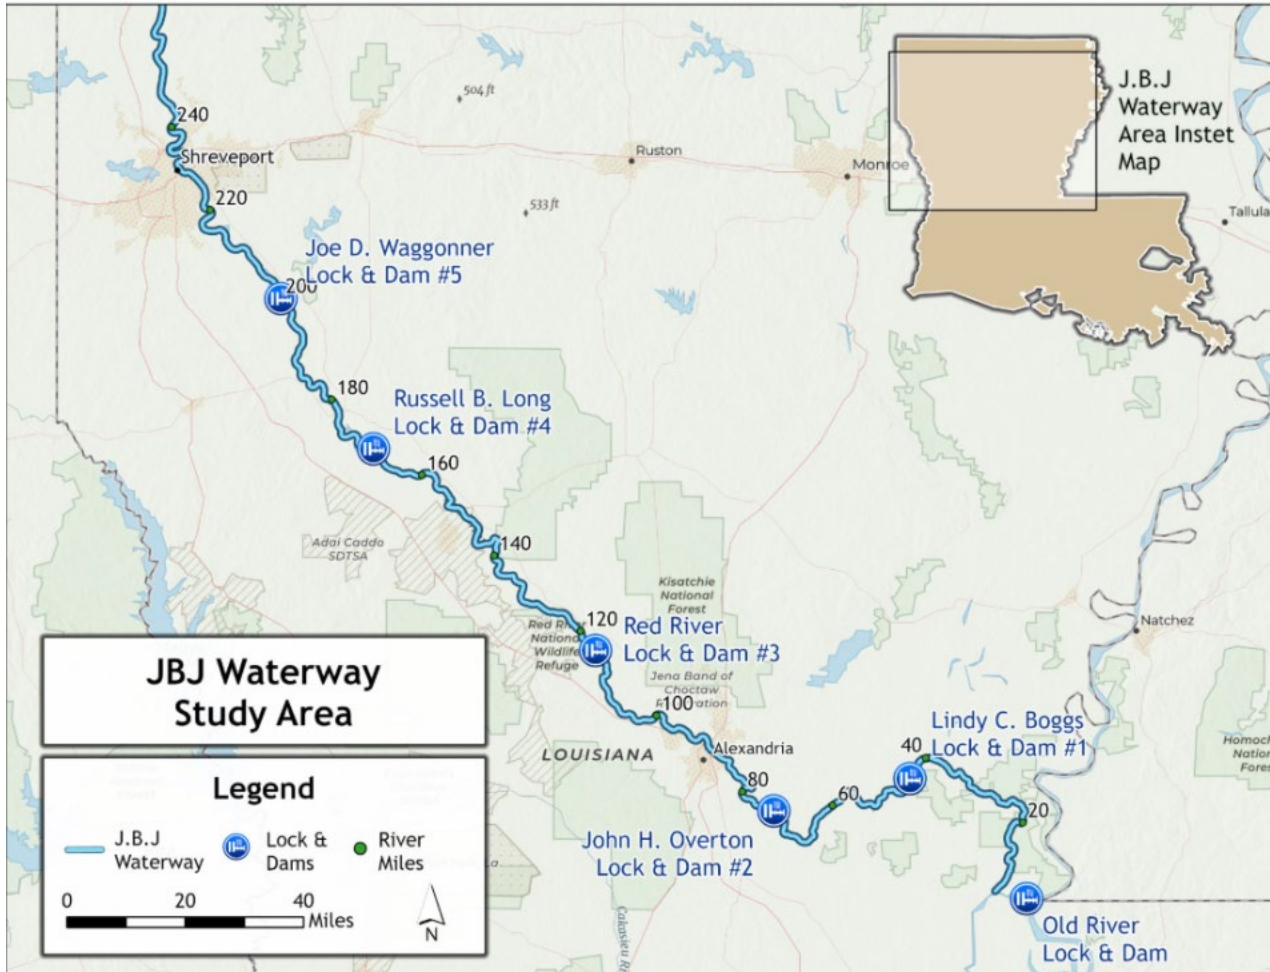 240
Shreveport
220
504 ft
533 ft
Ruston
Monroe
J.B.J
Waterway
Area Instet
Map
Tallula
Joe D. Waggonner
Lock & Dam #5
200
180
Russell B. Long
Lock & Dam #4
160
Adai Caddo
SDTSA
140
Kisatchie
National
Forest
120
Red River
National
Wildlife
Refuge
Red River
Lock & Dam #3
Jena Band of
Choctaw
100
Natchez
LOUISIANA
Alexandria
80
60
40
Lindy C. Boggs
Lock & Dam #1
20
Homoch
Nation
Fores
John H. Overton
Lock & Dam #2
Old River
Lock & Dam
JBJ Waterway
Study Area
Legend
J.B.J
Waterway
Lock &
Dams
River
Miles
0 20 40
Miles
N